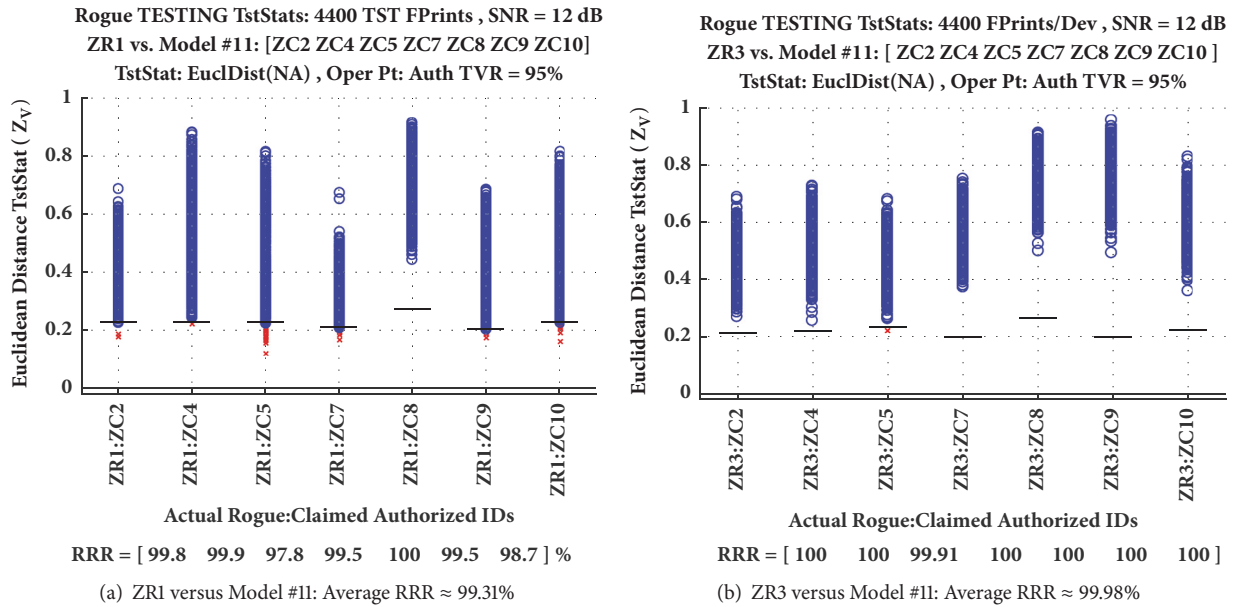 Rogue TESTING TstStats: 4400 TST FPrints , SNR = 12 dB
ZR1 vs. Model #11: [ZC2 ZC4 ZC5 ZC7 ZC8 ZC9 ZC10]
TstStat: EuclDist(NA) , Oper Pt: Auth TVR = 95%
Euclidean Distance TstStat ( ZV)
1
0.8
0.6
0.4
0.2
0
ZR1:ZC2
ZR1:ZC4
ZR1:ZC5
ZR1:ZC7
ZR1:ZC8
ZR1:ZC9
ZR1:ZC10
Actual Rogue:Claimed Authorized IDs
RRR = [ 99.8 99.9 97.8 99.5 100 99.5 98.7 ] %
(a) ZR1 versus Model #11: Average RRR ≈ 99.31%
Rogue TESTING TstStats: 4400 FPrints/Dev , SNR = 12 dB
ZR3 vs. Model #11: [ ZC2 ZC4 ZC5 ZC7 ZC8 ZC9 ZC10 ]
TstStat: EuclDist(NA) , Oper Pt: Auth TVR = 95%
Euclidean Distance TstStat ( ZV)
1
0.8
0.6
0.4
0.2
0
ZR3:ZC2
ZR3:ZC4
ZR3:ZC5
ZR3:ZC7
ZR3:ZC8
ZR3:ZC9
ZR3:ZC10
Actual Rogue:Claimed Authorized IDs
RRR = [ 100 100 99.91 100 100 100 100 ]
(b) ZR3 versus Model #11: Average RRR ≈ 99.98%